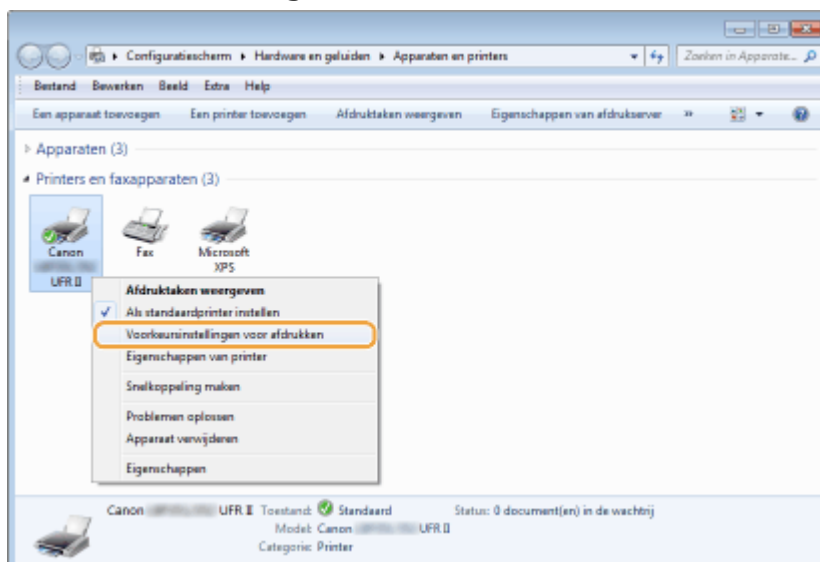 Configuratiescherm ▸ Hardware en geluiden ▸ Apparaten en printers
Zoeken in Apparate...
Bestand Bewerken Beeld Extra Help
Een apparaat toevoegen Een printer toevoegen Afdruktaken weergeven Eigenschappen van afdrukserver »
Apparaten (3)
Printers en faxapparaten (3)
Canon
UFR II
Fax
Microsoft
XPS
Afdruktaken weergeven
Als standaardprinter instellen
Voorkeursinstellingen voor afdrukken
Eigenschappen van printer
Snelkoppeling maken
Problemen oplossen
Apparaat verwijderen
Eigenschappen
Canon UFR II Toestand: Standaard Status: 0 document(en) in de wachtrij
Model: Canon UFR II
Categorie: Printer